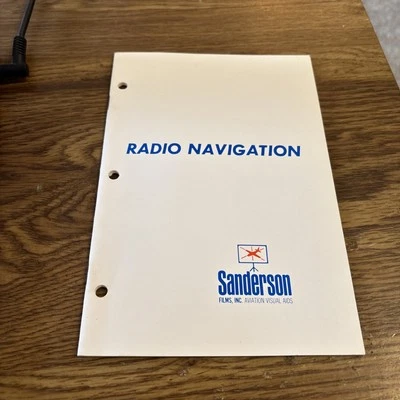 RADIO NAVIGATION
Sanderson
FILMS, INC. AVIATION VISUAL AIDS